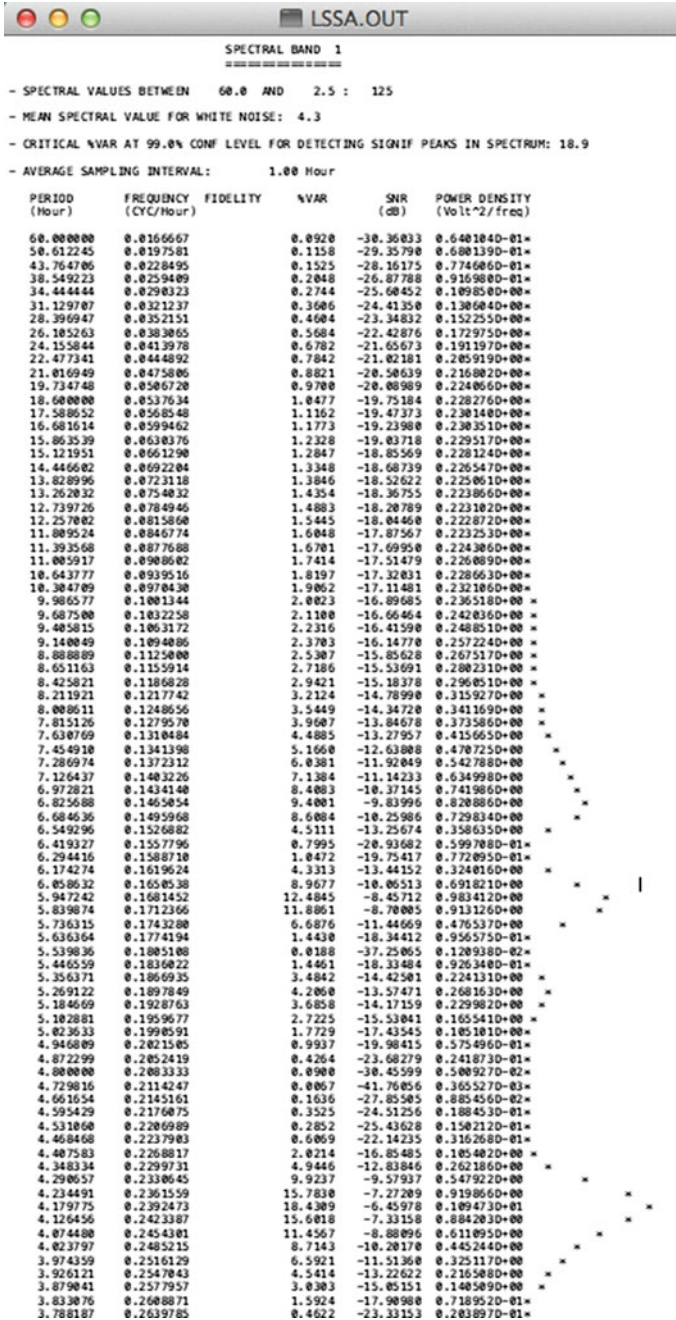 LSSA.OUT
SPECTRAL BAND 1
===============
- SPECTRAL VALUES BETWEEN 60.0 AND 2.5 : 125
- MEAN SPECTRAL VALUE FOR WHITE NOISE: 4.3
- CRITICAL %VAR AT 99.0% CONF LEVEL FOR DETECTING SIGNIF PEAKS IN SPECTRUM: 18.9
- AVERAGE SAMPLING INTERVAL: 1.00 Hour
PERIOD FREQUENCY FIDELITY %VAR SNR POWER DENSITY
(Hour) (CYC/Hour) (dB) (Volt^2/freq)
60.000000 0.0166667 0.0920 -30.36033 0.640104D-01*
50.612245 0.0197581 0.1158 -29.35790 0.680139D-01*
43.764706 0.0228495 0.1525 -28.16175 0.774606D-01*
38.549223 0.0259409 0.2048 -26.87788 0.916980D-01*
34.444444 0.0290323 0.2744 -25.60452 0.109850D+00*
31.129707 0.0321237 0.3606 -24.41350 0.130604D+00*
28.396947 0.0352151 0.4604 -23.34832 0.152255D+00*
26.105263 0.0383065 0.5684 -22.42876 0.172975D+00*
24.155844 0.0413978 0.6782 -21.65673 0.191197D+00*
22.477341 0.0444892 0.7842 -21.02181 0.205919D+00*
21.016949 0.0475806 0.8821 -20.50639 0.216802D+00*
19.734748 0.0506720 0.9700 -20.08989 0.224066D+00*
18.600000 0.0537634 1.0477 -19.75184 0.228276D+00*
17.588652 0.0568548 1.1162 -19.47373 0.230140D+00*
16.681614 0.0599462 1.1773 -19.23980 0.230351D+00*
15.863539 0.0630376 1.2328 -19.03718 0.229517D+00*
15.121951 0.0661290 1.2847 -18.85569 0.228124D+00*
14.446602 0.0692204 1.3348 -18.68739 0.226547D+00*
13.828996 0.0723118 1.3846 -18.52622 0.225061D+00*
13.262032 0.0754032 1.4354 -18.36755 0.223866D+00*
12.739726 0.0784946 1.4883 -18.20789 0.223102D+00*
12.257002 0.0815860 1.5445 -18.04460 0.222872D+00*
11.809524 0.0846774 1.6048 -17.87567 0.223253D+00*
11.393568 0.0877688 1.6701 -17.69950 0.224306D+00*
11.005917 0.0908602 1.7414 -17.51479 0.226089D+00*
10.643777 0.0939516 1.8197 -17.32031 0.228663D+00*
10.304709 0.0970430 1.9062 -17.11481 0.232106D+00*
9.986577 0.1001344 2.0023 -16.89685 0.236518D+00 *
9.687500 0.1032258 2.1100 -16.66464 0.242036D+00 *
9.405815 0.1063172 2.2316 -16.41590 0.248851D+00 *
9.140049 0.1094086 2.3703 -16.14770 0.257224D+00 *
8.888889 0.1125000 2.5307 -15.85628 0.267517D+00 *
8.651163 0.1155914 2.7186 -15.53691 0.280231D+00 *
8.425821 0.1186828 2.9421 -15.18378 0.296051D+00 *
8.211921 0.1217742 3.2124 -14.78990 0.315927D+00 *
8.008611 0.1248656 3.5449 -14.34720 0.341169D+00 *
7.815126 0.1279570 3.9607 -13.84678 0.373586D+00 *
7.630769 0.1310484 4.4885 -13.27957 0.415665D+00 *
7.454910 0.1341398 5.1660 -12.63808 0.470725D+00 *
7.286974 0.1372312 6.0381 -11.92049 0.542788D+00 *
7.126437 0.1403226 7.1384 -11.14233 0.634998D+00 *
6.972821 0.1434140 8.4083 -10.37145 0.741986D+00 *
6.825688 0.1465054 9.4001 -9.83996 0.820886D+00 *
6.684636 0.1495968 8.6084 -10.25986 0.729834D+00 *
6.549296 0.1526882 4.5111 -13.25674 0.358635D+00 *
6.419327 0.1557796 0.7995 -20.93682 0.599708D-01*
6.294416 0.1588710 1.0472 -19.75417 0.772095D-01*
6.174274 0.1619624 4.3313 -13.44152 0.324016D+00 *
6.058632 0.1650538 8.9677 -10.06513 0.691821D+00 *
5.947242 0.1681452 12.4845 -8.45712 0.983412D+00 *
5.839874 0.1712366 11.8861 -8.70005 0.913126D+00 *
5.736315 0.1743280 6.6876 -11.44669 0.476537D+00 *
5.636364 0.1774194 1.4430 -18.34412 0.956575D-01*
5.539836 0.1805108 0.0188 -37.25065 0.120938D-02*
5.446559 0.1836022 1.4461 -18.33484 0.926340D-01*
5.356371 0.1866935 3.4842 -14.42501 0.224131D+00 *
5.269122 0.1897849 4.2060 -13.57471 0.268163D+00 *
5.184669 0.1928763 3.6858 -14.17159 0.229982D+00 *
5.102881 0.1959677 2.7225 -15.53041 0.165541D+00 *
5.023633 0.1990591 1.7729 -17.43545 0.105101D+00*
4.946809 0.2021505 0.9937 -19.98415 0.575496D-01*
4.872299 0.2052419 0.4264 -23.68279 0.241873D-01*
4.800000 0.2083333 0.0900 -30.45599 0.500927D-02*
4.729816 0.2114247 0.0067 -41.76056 0.365527D-03*
4.661654 0.2145161 0.1636 -27.85505 0.885456D-02*
4.595429 0.2176075 0.3525 -24.51256 0.188453D-01*
4.531060 0.2206989 0.2852 -25.43628 0.150212D-01*
4.468468 0.2237903 0.6069 -22.14235 0.316268D-01*
4.407583 0.2268817 2.0214 -16.85485 0.105402D+00 *
4.348334 0.2299731 4.9446 -12.83846 0.262186D+00 *
4.290657 0.2330645 9.9237 -9.57937 0.547922D+00 *
4.234491 0.2361559 15.7830 -7.27209 0.919866D+00 *
4.179775 0.2392473 18.4309 -6.45978 0.109473D+01 *
4.126456 0.2423387 15.6018 -7.33158 0.884203D+00 *
4.074480 0.2454301 11.4567 -8.88096 0.611095D+00 *
4.023797 0.2485215 8.7143 -10.20170 0.445244D+00 *
3.974359 0.2516129 6.5921 -11.51360 0.325117D+00 *
3.926121 0.2547043 4.5414 -13.22622 0.216508D+00 *
3.879041 0.2577957 3.0303 -15.05151 0.140509D+00 *
3.833076 0.2608871 1.5924 -17.90980 0.718952D-01*
3.788187 0.2639785 0.4622 -23.33153 0.203897D-01*